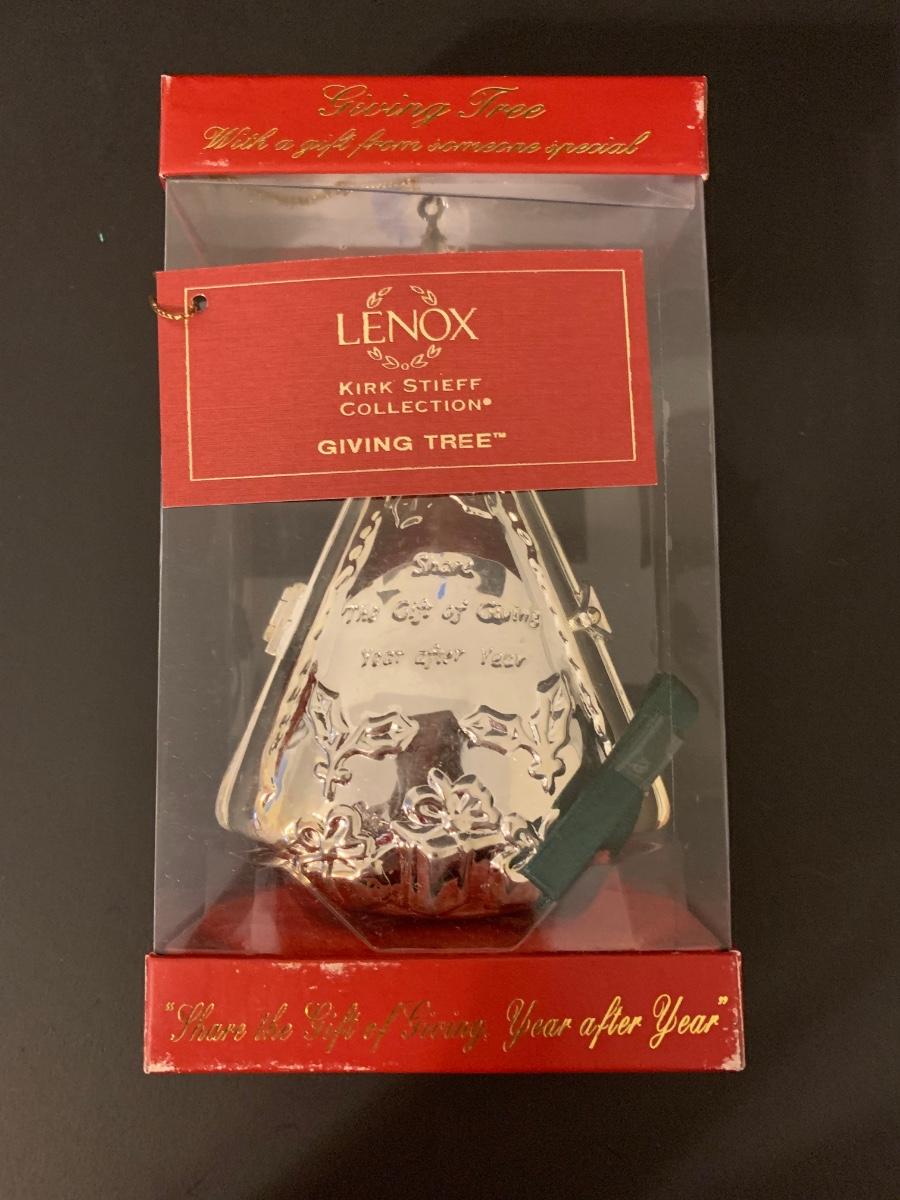 Giving Tree
With a gift from someone special
LENOX
KIRK STIEFF
COLLECTION®
GIVING TREE™
Share
The Gift of Giving
Year after Year
"Share the Gift of Giving, Year after Year"